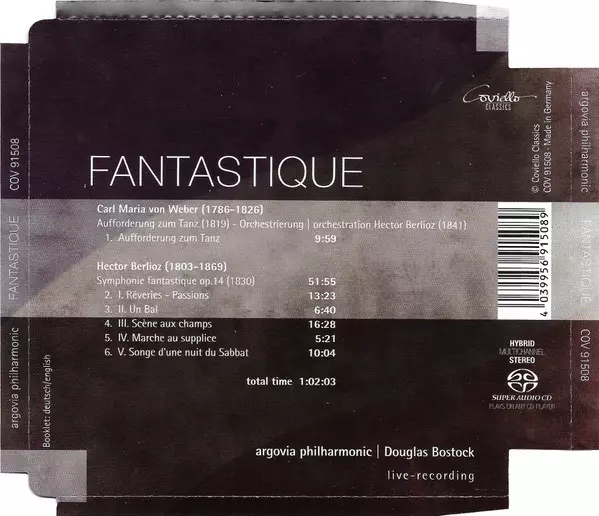 argovia philharmonic FANTASTIQUE COV 91508
Booklet: deutsch/english
Coviello
CLASSICS
© Coviello Classics
COV 91508 · Made in Germany
FANTASTIQUE
Carl Maria von Weber (1786–1826)
Aufforderung zum Tanz (1819) - Orchestrierung | orchestration Hector Berlioz (1841)
1. Aufforderung zum Tanz 9:59
Hector Berlioz (1803–1869)
Symphonie fantastique op.14 (1830) 51:55
2. I. Rêveries - Passions 13:23
3. II. Un Bal 6:40
4. III. Scène aux champs 16:28
5. IV. Marche au supplice 5:21
6. V. Songe d'une nuit du Sabbat 10:04
total time 1:02:03
4 039956 915089
HYBRID
MULTICHANNEL
STEREO
SUPER AUDIO CD
PLAYS ON ANY CD PLAYER
argovia philharmonic | Douglas Bostock
live-recording
argovia philharmonic FANTASTIQUE COV 91508